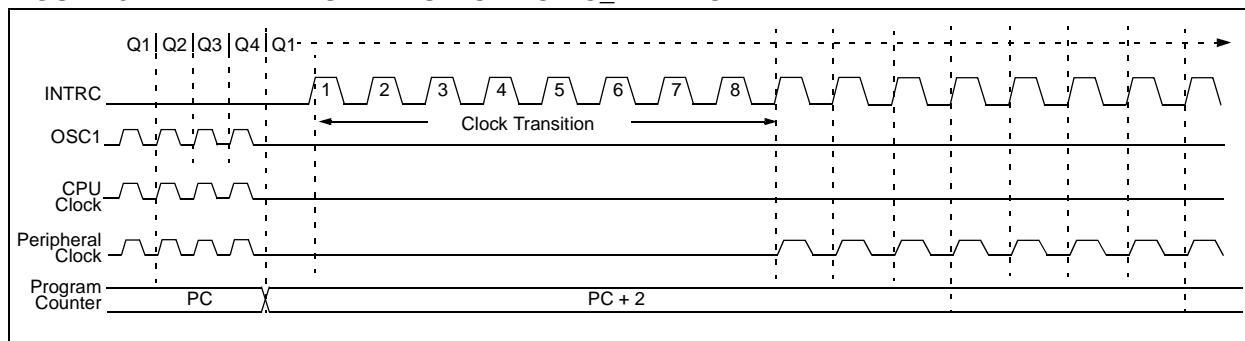 Q1 Q2 Q3 Q4 Q1
INTRC
1 2 3 4 5 6 7 8
Clock Transition
OSC1
CPU
Clock
Peripheral
Clock
Program
Counter
PC
PC + 2